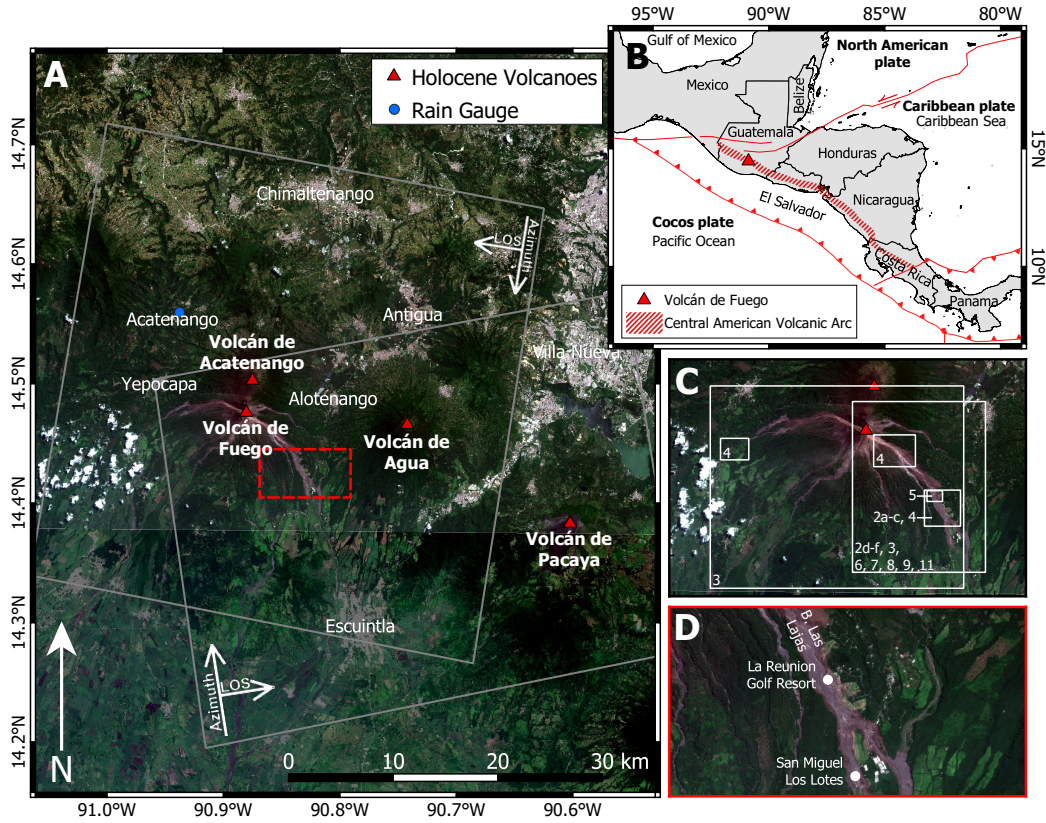 A
Holocene Volcanoes
Rain Gauge
Chimaltenango
LOS
Azimuth
Acatenango
Antigua
Volcán de
Acatenango
Villa Nueva
Yepocapa
Alotenango
Volcán de
Fuego
Volcán de
Agua
Volcán de
Pacaya
Escuintla
Azimuth
LOS
N
0
10
20
30 km
14.7°N
14.6°N
14.5°N
14.4°N
14.3°N
14.2°N
91.0°W
90.9°W
90.8°W
90.7°W
90.6°W
95°W
90°W
85°W
80°W
B
Gulf of Mexico
North American
plate
Mexico
Belize
Caribbean plate
Caribbean Sea
Guatemala
Honduras
El Salvador
Nicaragua
Cocos plate
Pacific Ocean
Costa Rica
Panama
Volcán de Fuego
Central American Volcanic Arc
15°N
10°N
C
4
4
5
2a-c, 4
2d-f, 3,
6, 7, 8, 9, 11
3
D
B. Las
Lajas
La Reunion
Golf Resort
San Miguel
Los Lotes